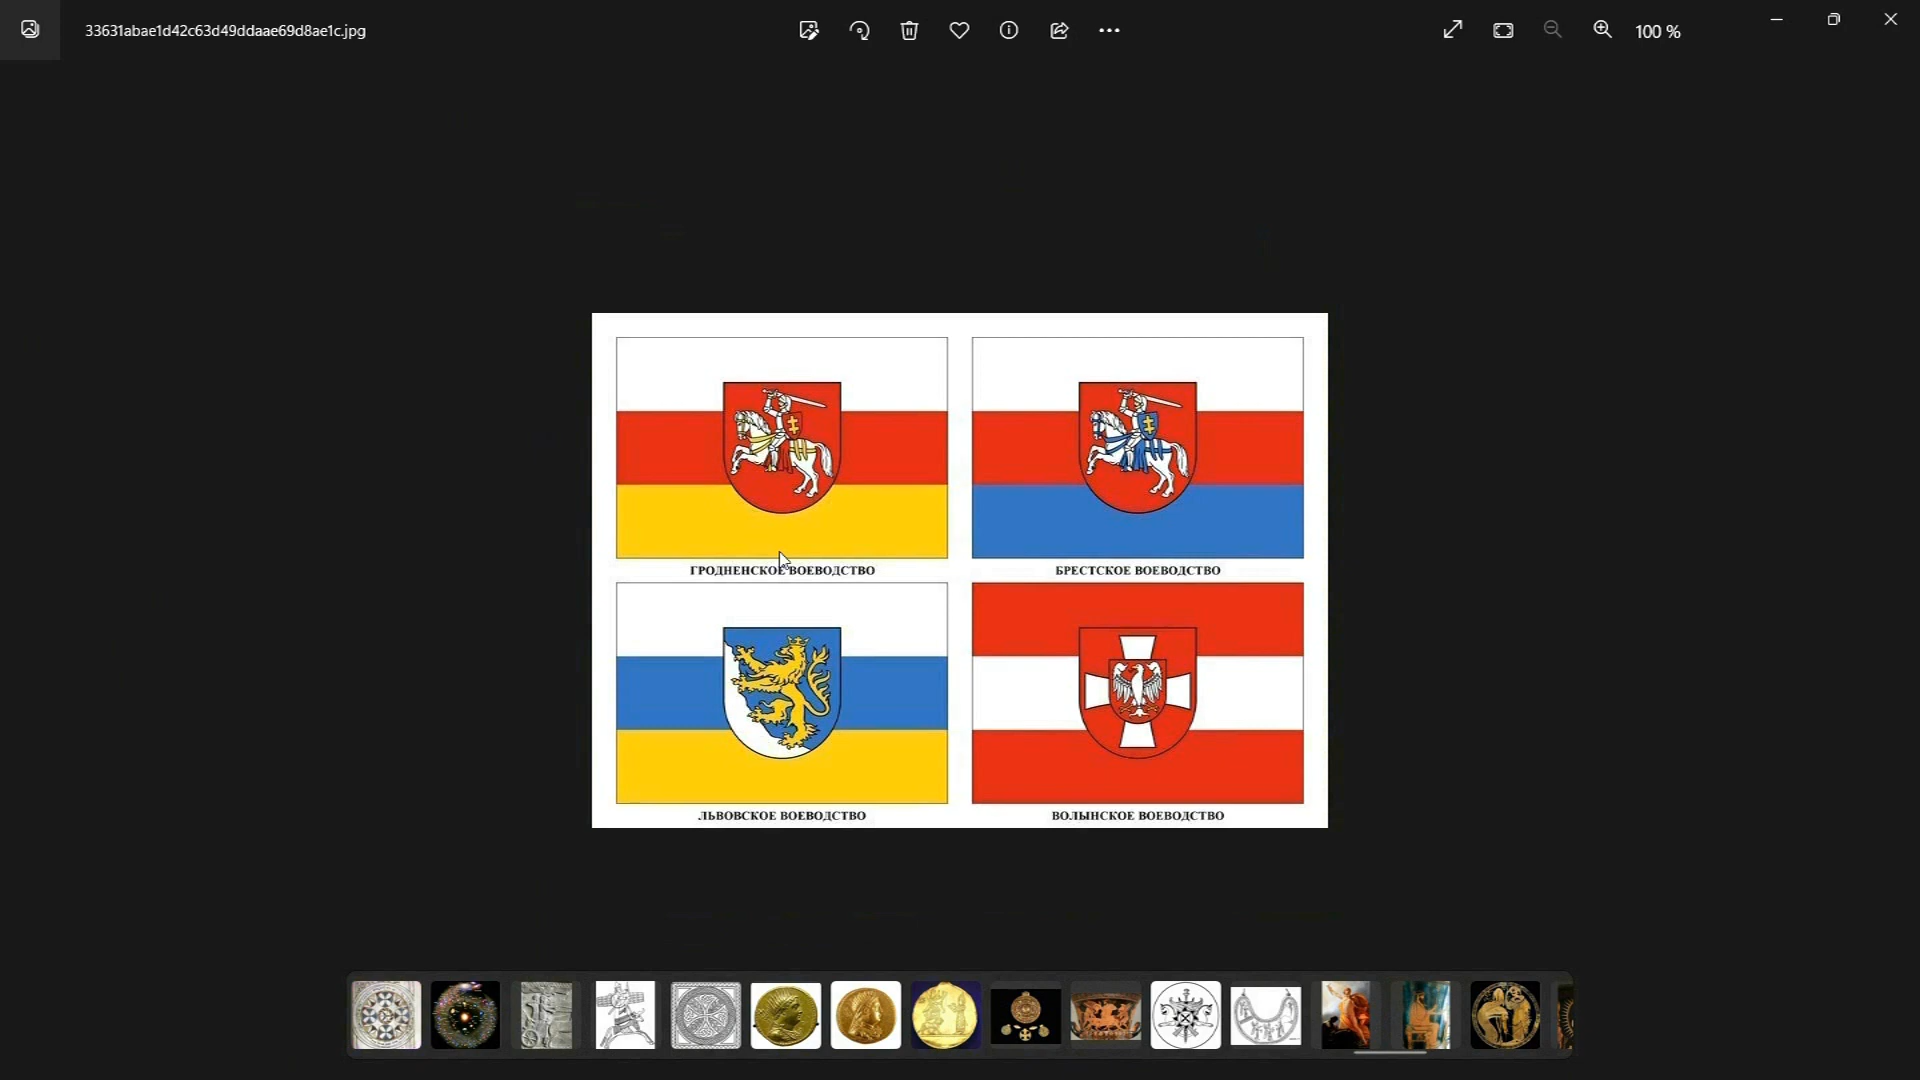 33631abae1d42c63d49ddaae69d8ae1c.jpg
100 %
ГРОДНЕНСКОЕ ВОЕВОДСТВО
БРЕСТСКОЕ ВОЕВОДСТВО
ЛЬВОВСКОЕ ВОЕВОДСТВО
ВОЛЫНСКОЕ ВОЕВОДСТВО